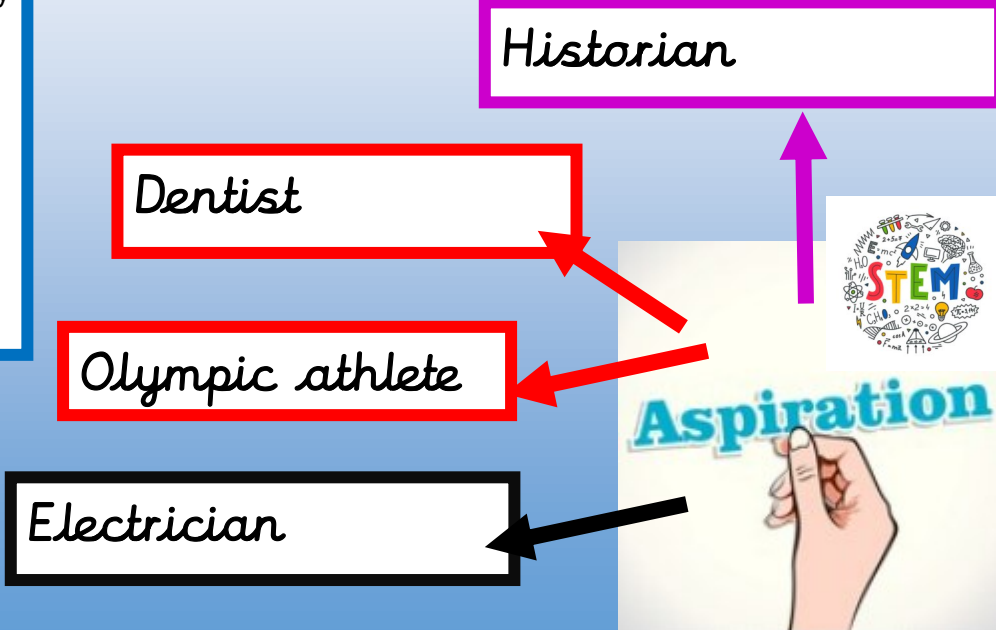 Historian
Dentist
STEM
Olympic athlete
Aspiration
Electrician